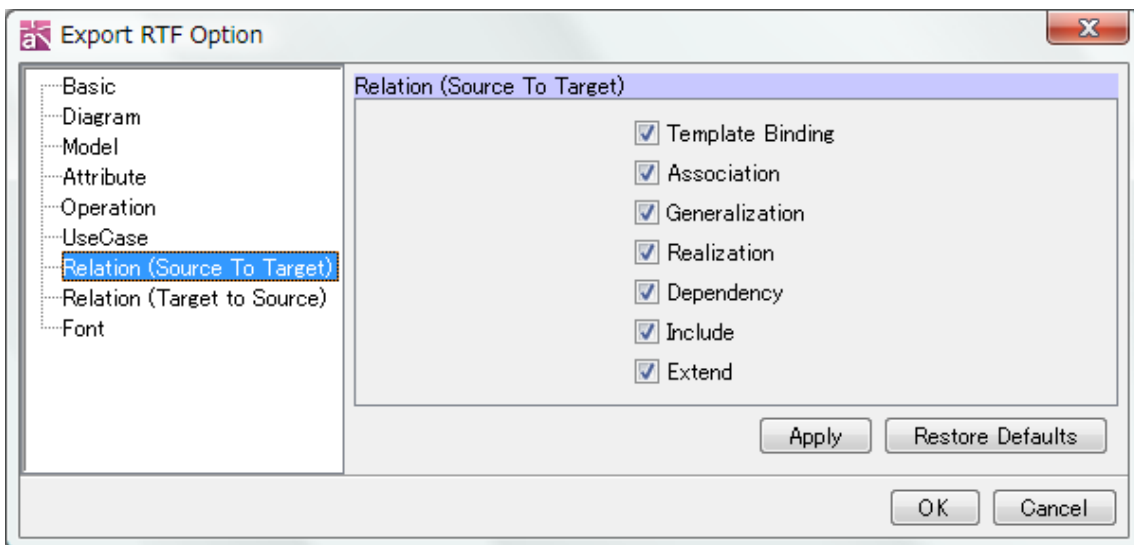 Export RTF Option
Basic
Diagram
Model
Attribute
Operation
UseCase
Relation (Source To Target)
Relation (Target to Source)
Font
Relation (Source To Target)
Template Binding
Association
Generalization
Realization
Dependency
Include
Extend
Apply Restore Defaults
OK Cancel